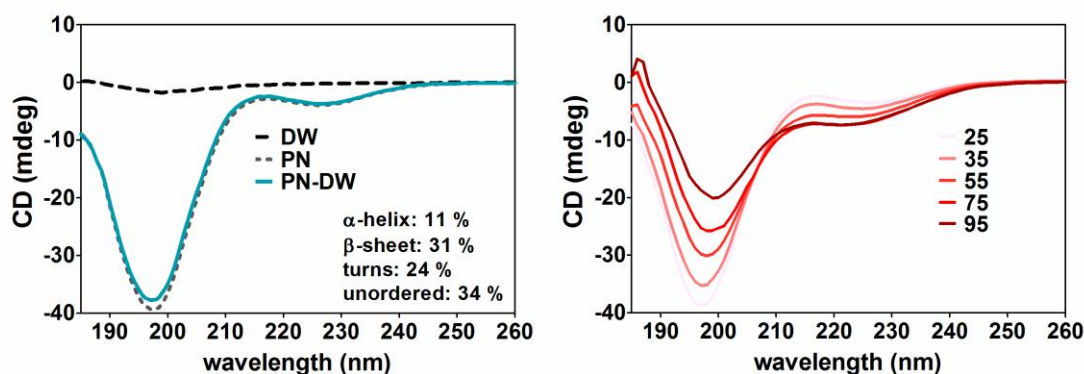 10
0
-10
-20
-30
-40
CD (mdeg)
DW
PN
PN-DW
α-helix: 11 %
β-sheet: 31 %
turns: 24 %
unordered: 34 %
190 200 210 220 230 240 250 260
wavelength (nm)
10
0
-10
-20
-30
-40
CD (mdeg)
25
35
55
75
95
190 200 210 220 230 240 250 260
wavelength (nm)